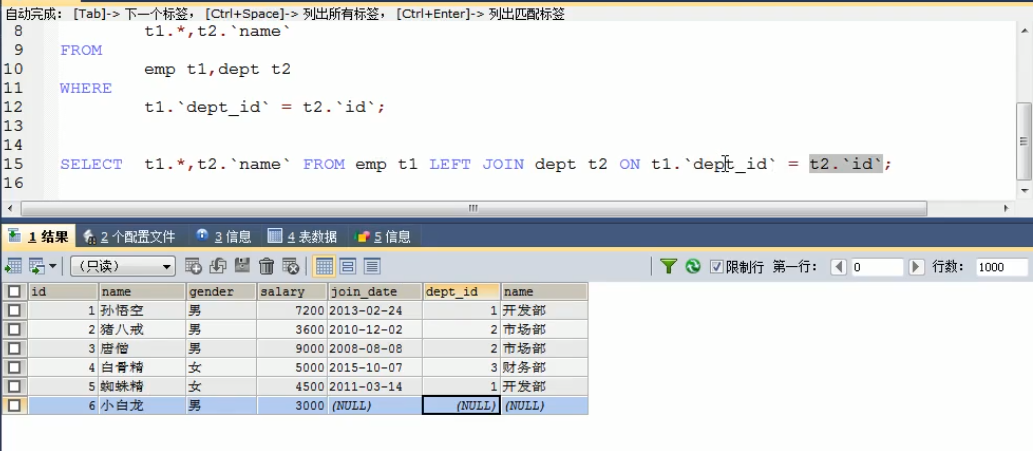 自动完成: [Tab]-> 下一个标签, [Ctrl+Space]-> 列出所有标签, [Ctrl+Enter]-> 列出匹配标签
8 t1.*,t2.`name`
9 FROM
10 emp t1,dept t2
11 WHERE
12 t1.`dept_id` = t2.`id`;
13
14
15 SELECT t1.*,t2.`name` FROM emp t1 LEFT JOIN dept t2 ON t1.`dept_id` = t2.`id`;
16
1 结果 2 个配置文件 3 信息 4 表数据 5 信息
(只读) 限制行 第一行: 0 行数: 1000
id name gender salary join_date dept_id name
1 孙悟空 男 7200 2013-02-24 1 开发部
2 猪八戒 男 3600 2010-12-02 2 市场部
3 唐僧 男 9000 2008-08-08 2 市场部
4 白骨精 女 5000 2015-10-07 3 财务部
5 蜘蛛精 女 4500 2011-03-14 1 开发部
6 小白龙 男 3000 (NULL) (NULL) (NULL)